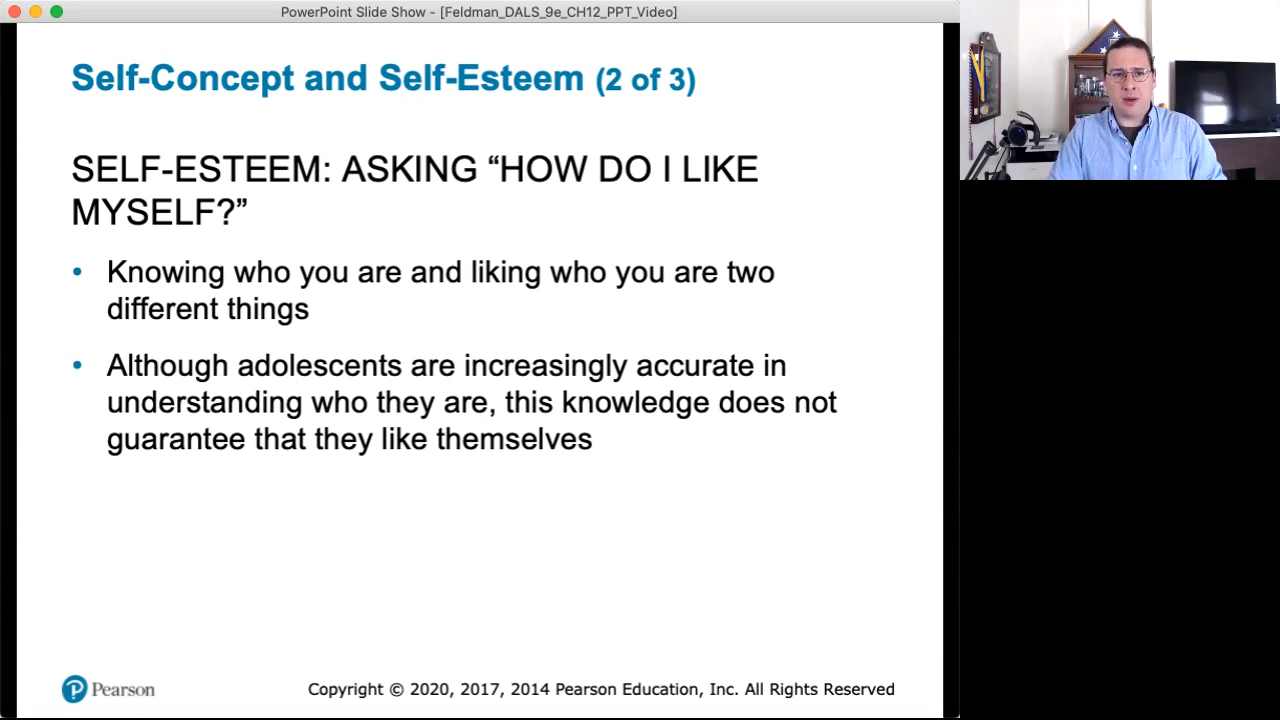 PowerPoint Slide Show - [Feldman_DALS_9e_CH12_PPT_Video]
Self-Concept and Self-Esteem (2 of 3)
SELF-ESTEEM: ASKING “HOW DO I LIKE
MYSELF?”
• Knowing who you are and liking who you are two
different things
• Although adolescents are increasingly accurate in
understanding who they are, this knowledge does not
guarantee that they like themselves
Pearson
Copyright © 2020, 2017, 2014 Pearson Education, Inc. All Rights Reserved